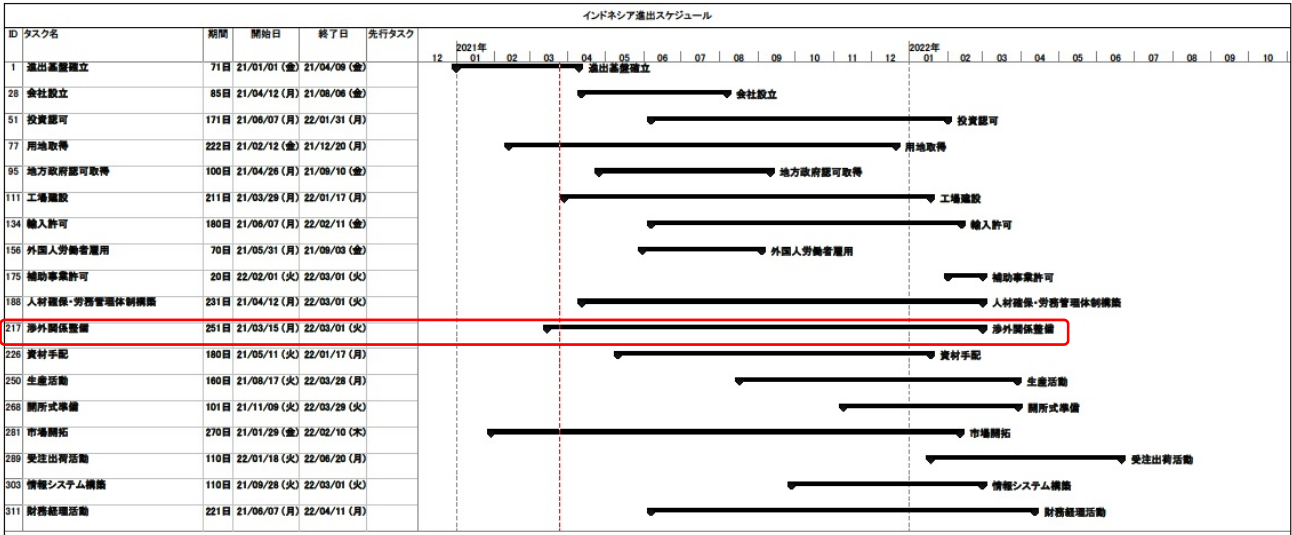 インドネシア進出スケジュール
ID タスク名 期間 開始日 終了日 先行タスク
2021年 2022年
12 01 02 03 04 05 06 07 08 09 10 11 12 01 02 03 04 05 06 07 08 09 10
1 進出基盤確立 71日 21/01/01 (金) 21/04/09 (金) 進出基盤確立
28 会社設立 85日 21/04/12 (月) 21/08/06 (金) 会社設立
51 投資認可 171日 21/06/07 (月) 22/01/31 (月) 投資認可
77 用地取得 222日 21/02/12 (金) 21/12/20 (月) 用地取得
95 地方政府認可取得 100日 21/04/26 (月) 21/09/10 (金) 地方政府認可取得
111 工場建設 211日 21/03/29 (月) 22/01/17 (月) 工場建設
134 輸入許可 180日 21/06/07 (月) 22/02/11 (金) 輸入許可
156 外国人労働者雇用 70日 21/05/31 (月) 21/09/03 (金) 外国人労働者雇用
175 補助事業許可 20日 22/02/01 (火) 22/03/01 (火) 補助事業許可
188 人材確保・労務管理体制構築 231日 21/04/12 (月) 22/03/01 (火) 人材確保・労務管理体制構築
217 渉外関係整備 251日 21/03/15 (月) 22/03/01 (火) 渉外関係整備
226 資材手配 180日 21/05/11 (火) 22/01/17 (月) 資材手配
250 生産活動 160日 21/08/17 (火) 22/03/28 (月) 生産活動
268 開所式準備 101日 21/11/09 (火) 22/03/29 (火) 開所式準備
281 市場開拓 270日 21/01/29 (金) 22/02/10 (木) 市場開拓
289 受注出荷活動 110日 22/01/18 (火) 22/06/20 (月) 受注出荷活動
303 情報システム構築 110日 21/09/28 (火) 22/03/01 (火) 情報システム構築
311 財務経理活動 221日 21/06/07 (月) 22/04/11 (月) 財務経理活動